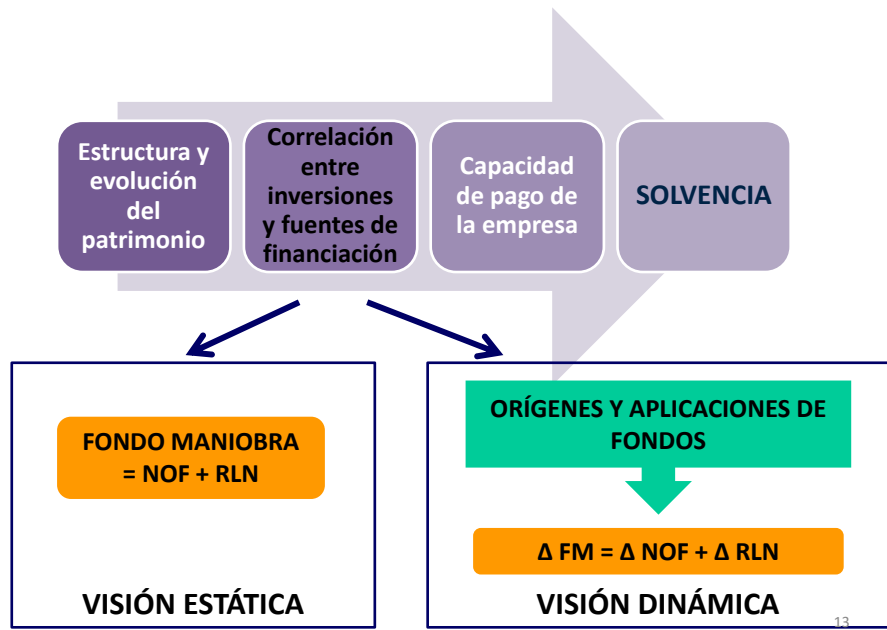 Estructura y
evolución
del
patrimonio
Correlación
entre
inversiones
y fuentes de
financiación
Capacidad
de pago de
la empresa
SOLVENCIA
FONDO MANIOBRA
= NOF + RLN
VISIÓN ESTÁTICA
ORÍGENES Y APLICACIONES DE
FONDOS
Δ FM = Δ NOF + Δ RLN
VISIÓN DINÁMICA
13